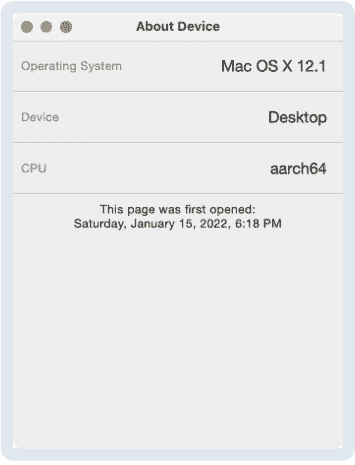 About Device
Operating System Mac OS X 12.1
Device Desktop
CPU aarch64
This page was first opened:
Saturday, January 15, 2022, 6:18 PM